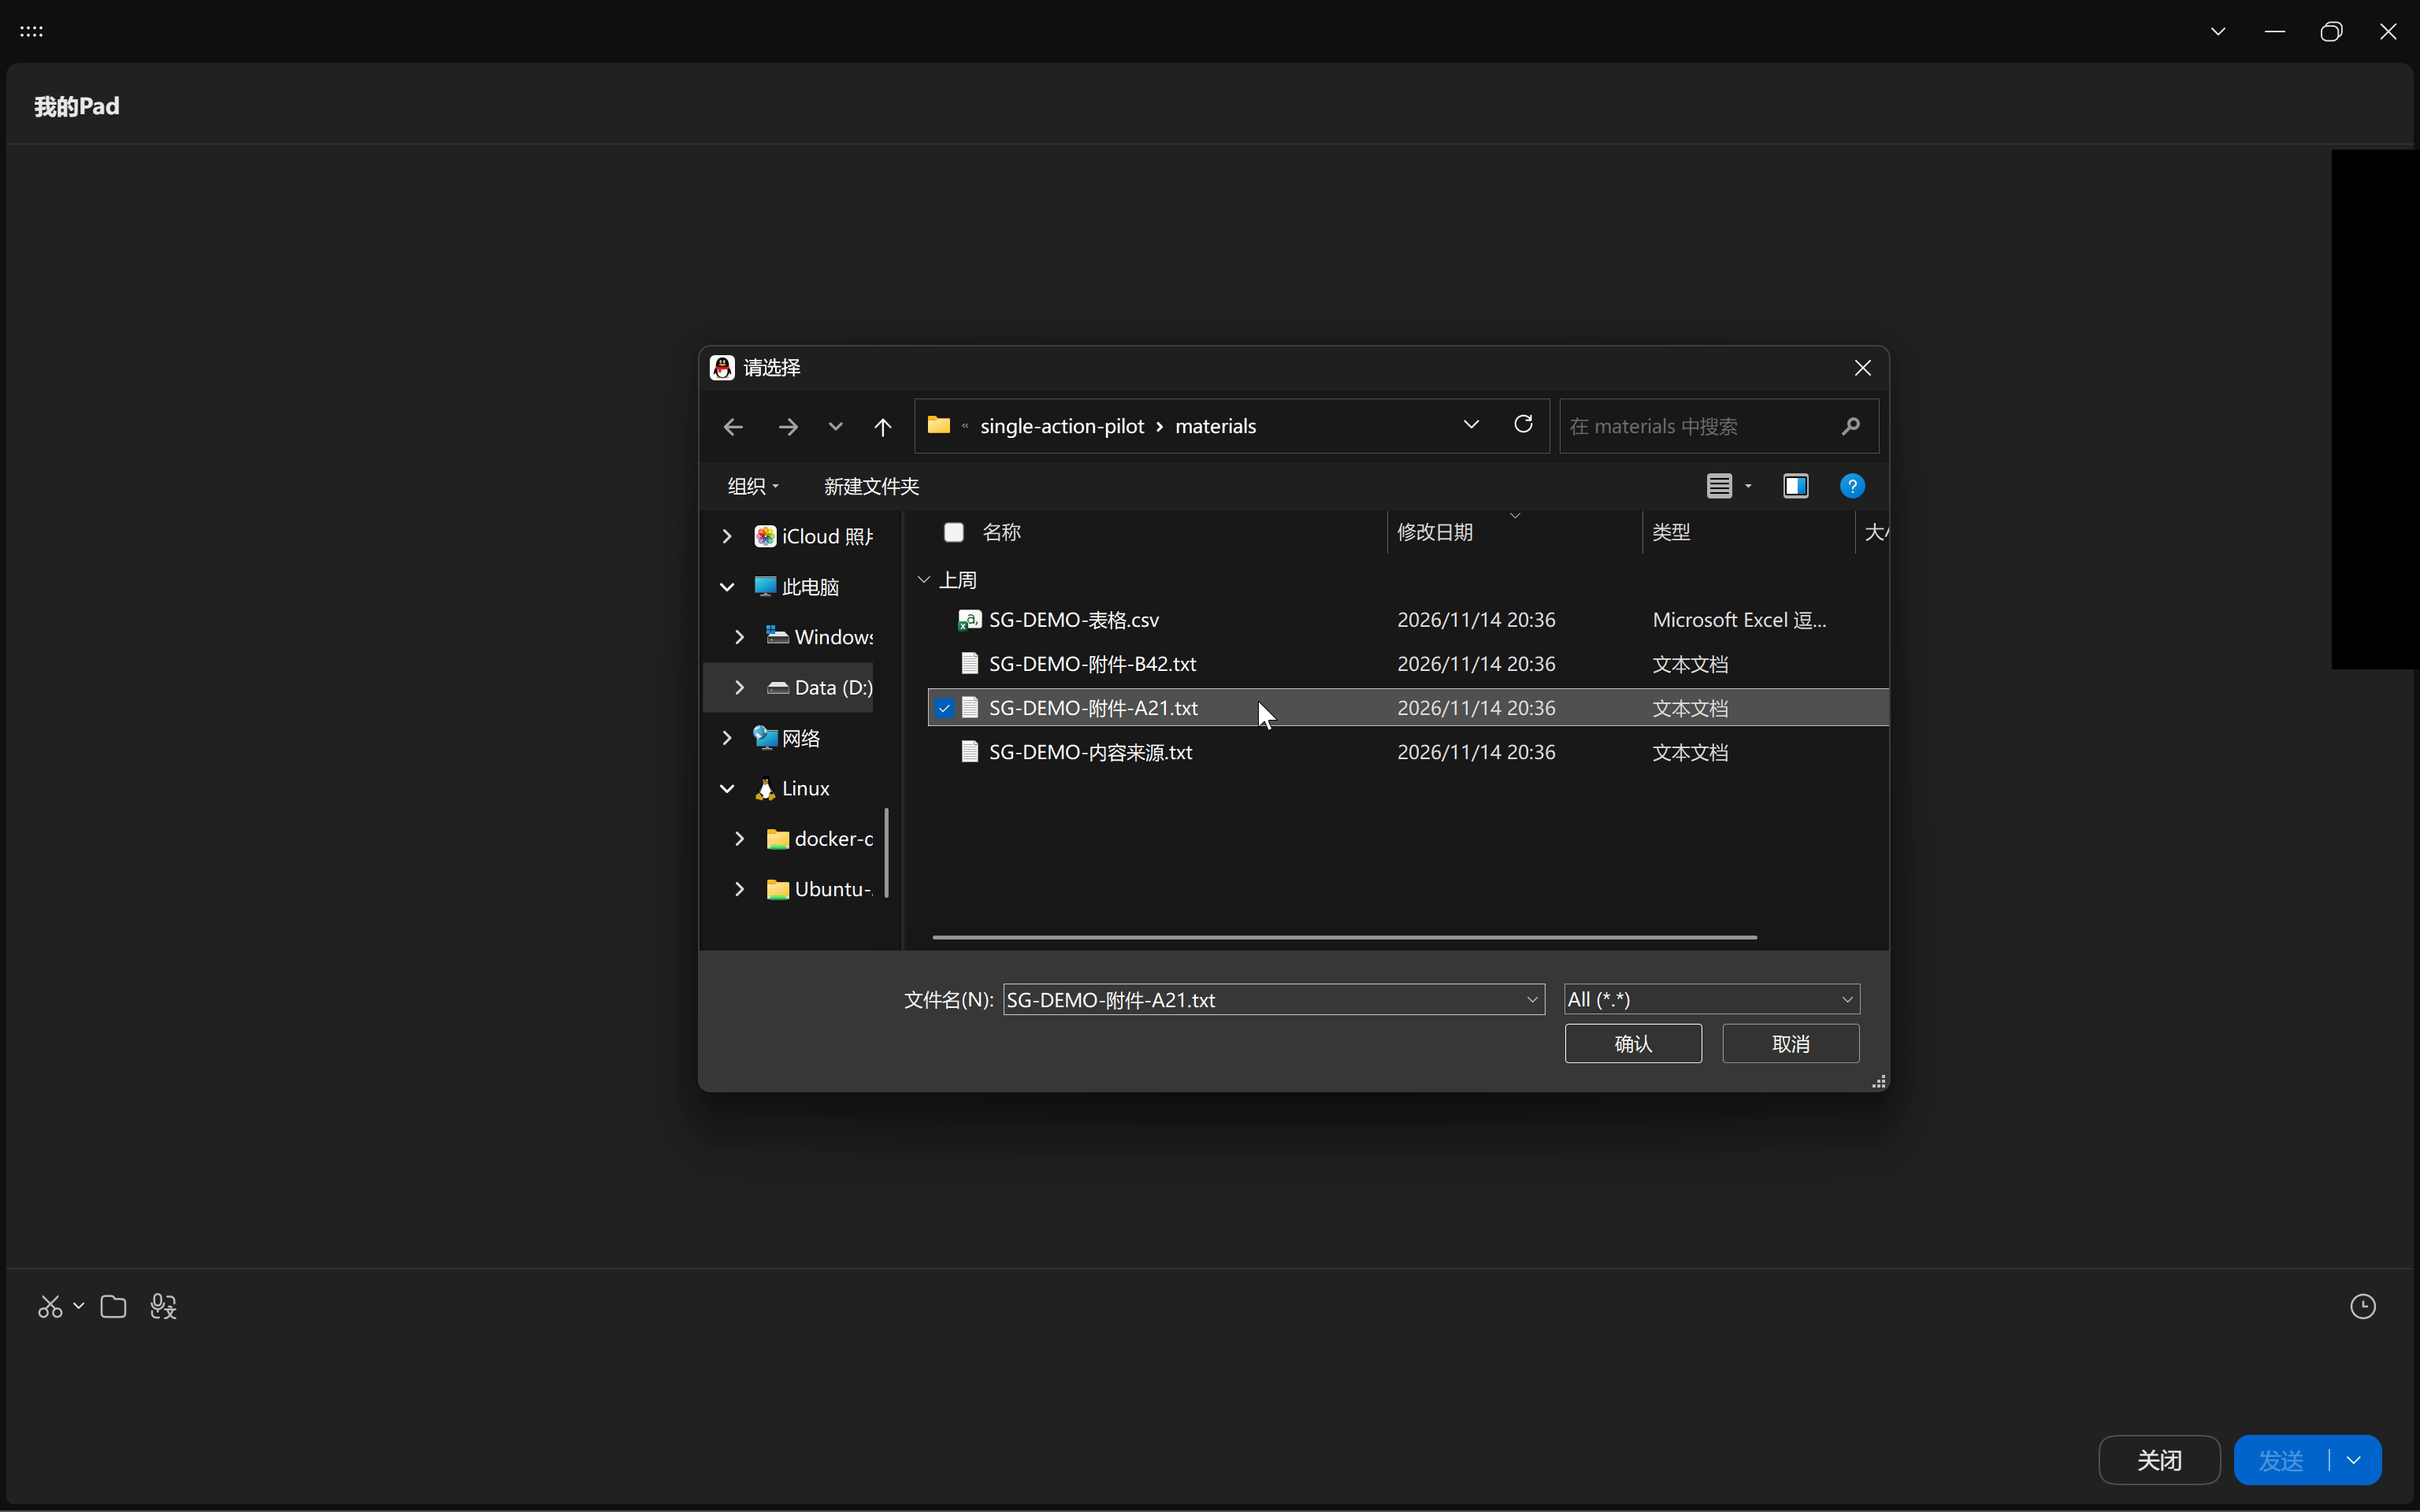 我的Pad
请选择
« single-action-pilot › materials
在 materials 中搜索
组织
新建文件夹
iCloud 照片
此电脑
Windows
Data (D:)
网络
Linux
docker-d
Ubuntu-
名称 修改日期 类型
上周
SG-DEMO-表格.csv 2026/11/14 20:36 Microsoft Excel 逗...
SG-DEMO-附件-B42.txt 2026/11/14 20:36 文本文档
SG-DEMO-附件-A21.txt 2026/11/14 20:36 文本文档
SG-DEMO-内容来源.txt 2026/11/14 20:36 文本文档
文件名(N): SG-DEMO-附件-A21.txt
All (*.*)
确认 取消
关闭 发送